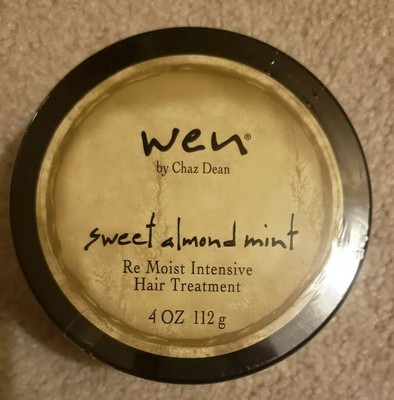 wen®
by Chaz Dean
sweet almond mint
Re Moist Intensive
Hair Treatment
4 OZ 112 g